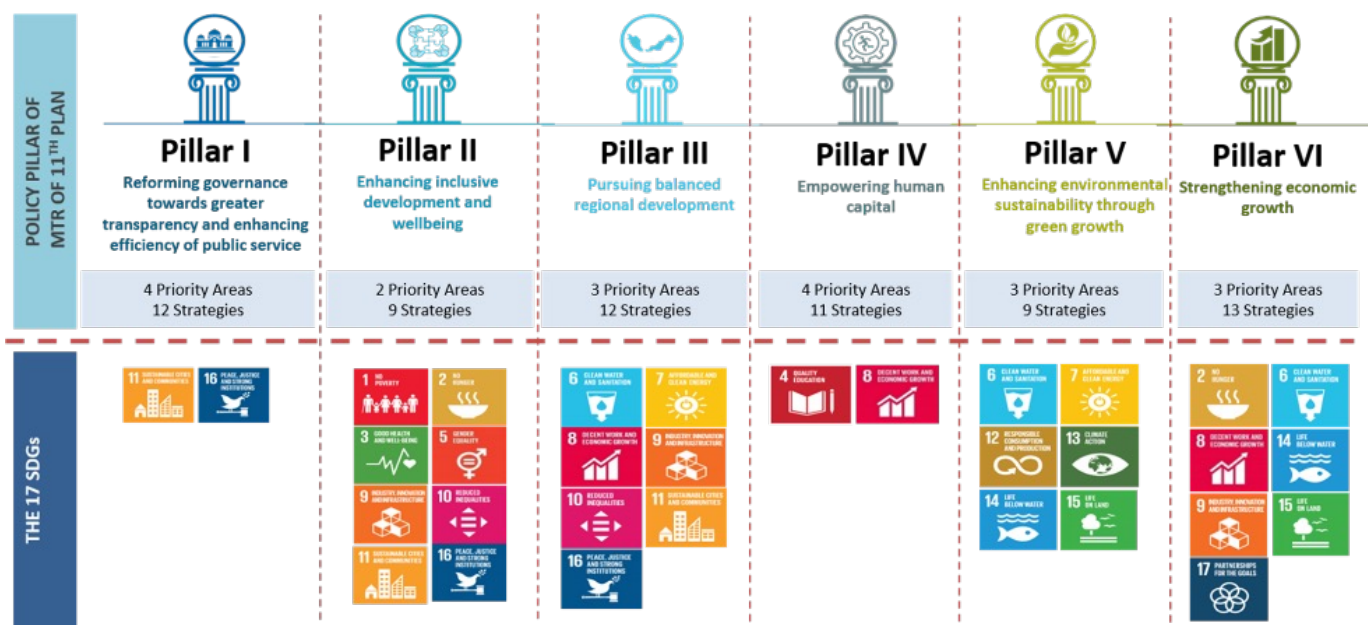 POLICY PILLAR OF
MTR OF 11TH PLAN
Pillar I
Reforming governance
towards greater
transparency and enhancing
efficiency of public service
4 Priority Areas
12 Strategies
Pillar II
Enhancing inclusive
development and
wellbeing
2 Priority Areas
9 Strategies
Pillar III
Pursuing balanced
regional development
3 Priority Areas
12 Strategies
Pillar IV
Empowering human
capital
4 Priority Areas
11 Strategies
Pillar V
Enhancing environmental
sustainability through
green growth
3 Priority Areas
9 Strategies
Pillar VI
Strengthening economic
growth
3 Priority Areas
13 Strategies
THE 17 SDGs
11 SUSTAINABLE CITIES
AND COMMUNITIES
16 PEACE, JUSTICE
AND STRONG
INSTITUTIONS
1 NO
POVERTY
2 NO
HUNGER
3 GOOD HEALTH
AND WELL-BEING
5 GENDER
EQUALITY
9 INDUSTRY, INNOVATION
AND INFRASTRUCTURE
10 REDUCED
INEQUALITIES
11 SUSTAINABLE CITIES
AND COMMUNITIES
16 PEACE, JUSTICE
AND STRONG
INSTITUTIONS
6 CLEAN WATER
AND SANITATION
7 AFFORDABLE AND
CLEAN ENERGY
8 DECENT WORK AND
ECONOMIC GROWTH
9 INDUSTRY, INNOVATION
AND INFRASTRUCTURE
10 REDUCED
INEQUALITIES
11 SUSTAINABLE CITIES
AND COMMUNITIES
16 PEACE, JUSTICE
AND STRONG
INSTITUTIONS
4 QUALITY
EDUCATION
8 DECENT WORK AND
ECONOMIC GROWTH
6 CLEAN WATER
AND SANITATION
7 AFFORDABLE AND
CLEAN ENERGY
12 RESPONSIBLE
CONSUMPTION
AND PRODUCTION
13 CLIMATE
ACTION
14 LIFE
BELOW WATER
15 LIFE
ON LAND
2 NO
HUNGER
6 CLEAN WATER
AND SANITATION
8 DECENT WORK AND
ECONOMIC GROWTH
14 LIFE
BELOW WATER
9 INDUSTRY, INNOVATION
AND INFRASTRUCTURE
15 LIFE
ON LAND
17 PARTNERSHIPS
FOR THE GOALS